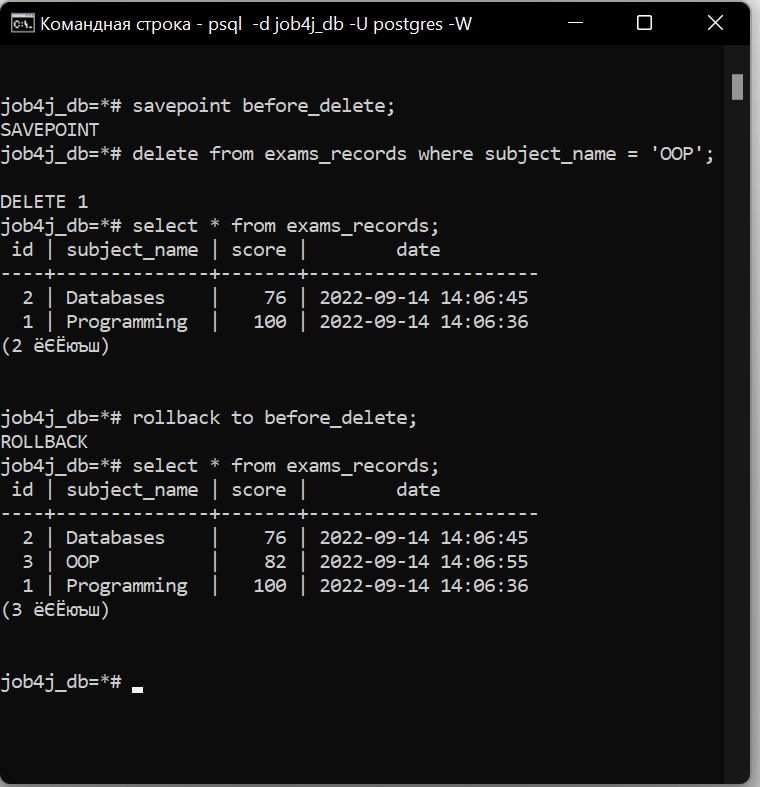 Командная строка - psql  -d job4j_db -U postgres -W
job4j_db=*# savepoint before_delete;
SAVEPOINT
job4j_db=*# delete from exams_records where subject_name = 'OOP';
DELETE 1
job4j_db=*# select * from exams_records;
 id | subject_name | score |        date
----+--------------+-------+---------------------
  2 | Databases    |    76 | 2022-09-14 14:06:45
  1 | Programming  |   100 | 2022-09-14 14:06:36
(2 ёЄЁюъш)
job4j_db=*# rollback to before_delete;
ROLLBACK
job4j_db=*# select * from exams_records;
 id | subject_name | score |        date
----+--------------+-------+---------------------
  2 | Databases    |    76 | 2022-09-14 14:06:45
  3 | OOP          |    82 | 2022-09-14 14:06:55
  1 | Programming  |   100 | 2022-09-14 14:06:36
(3 ёЄЁюъш)
job4j_db=*#